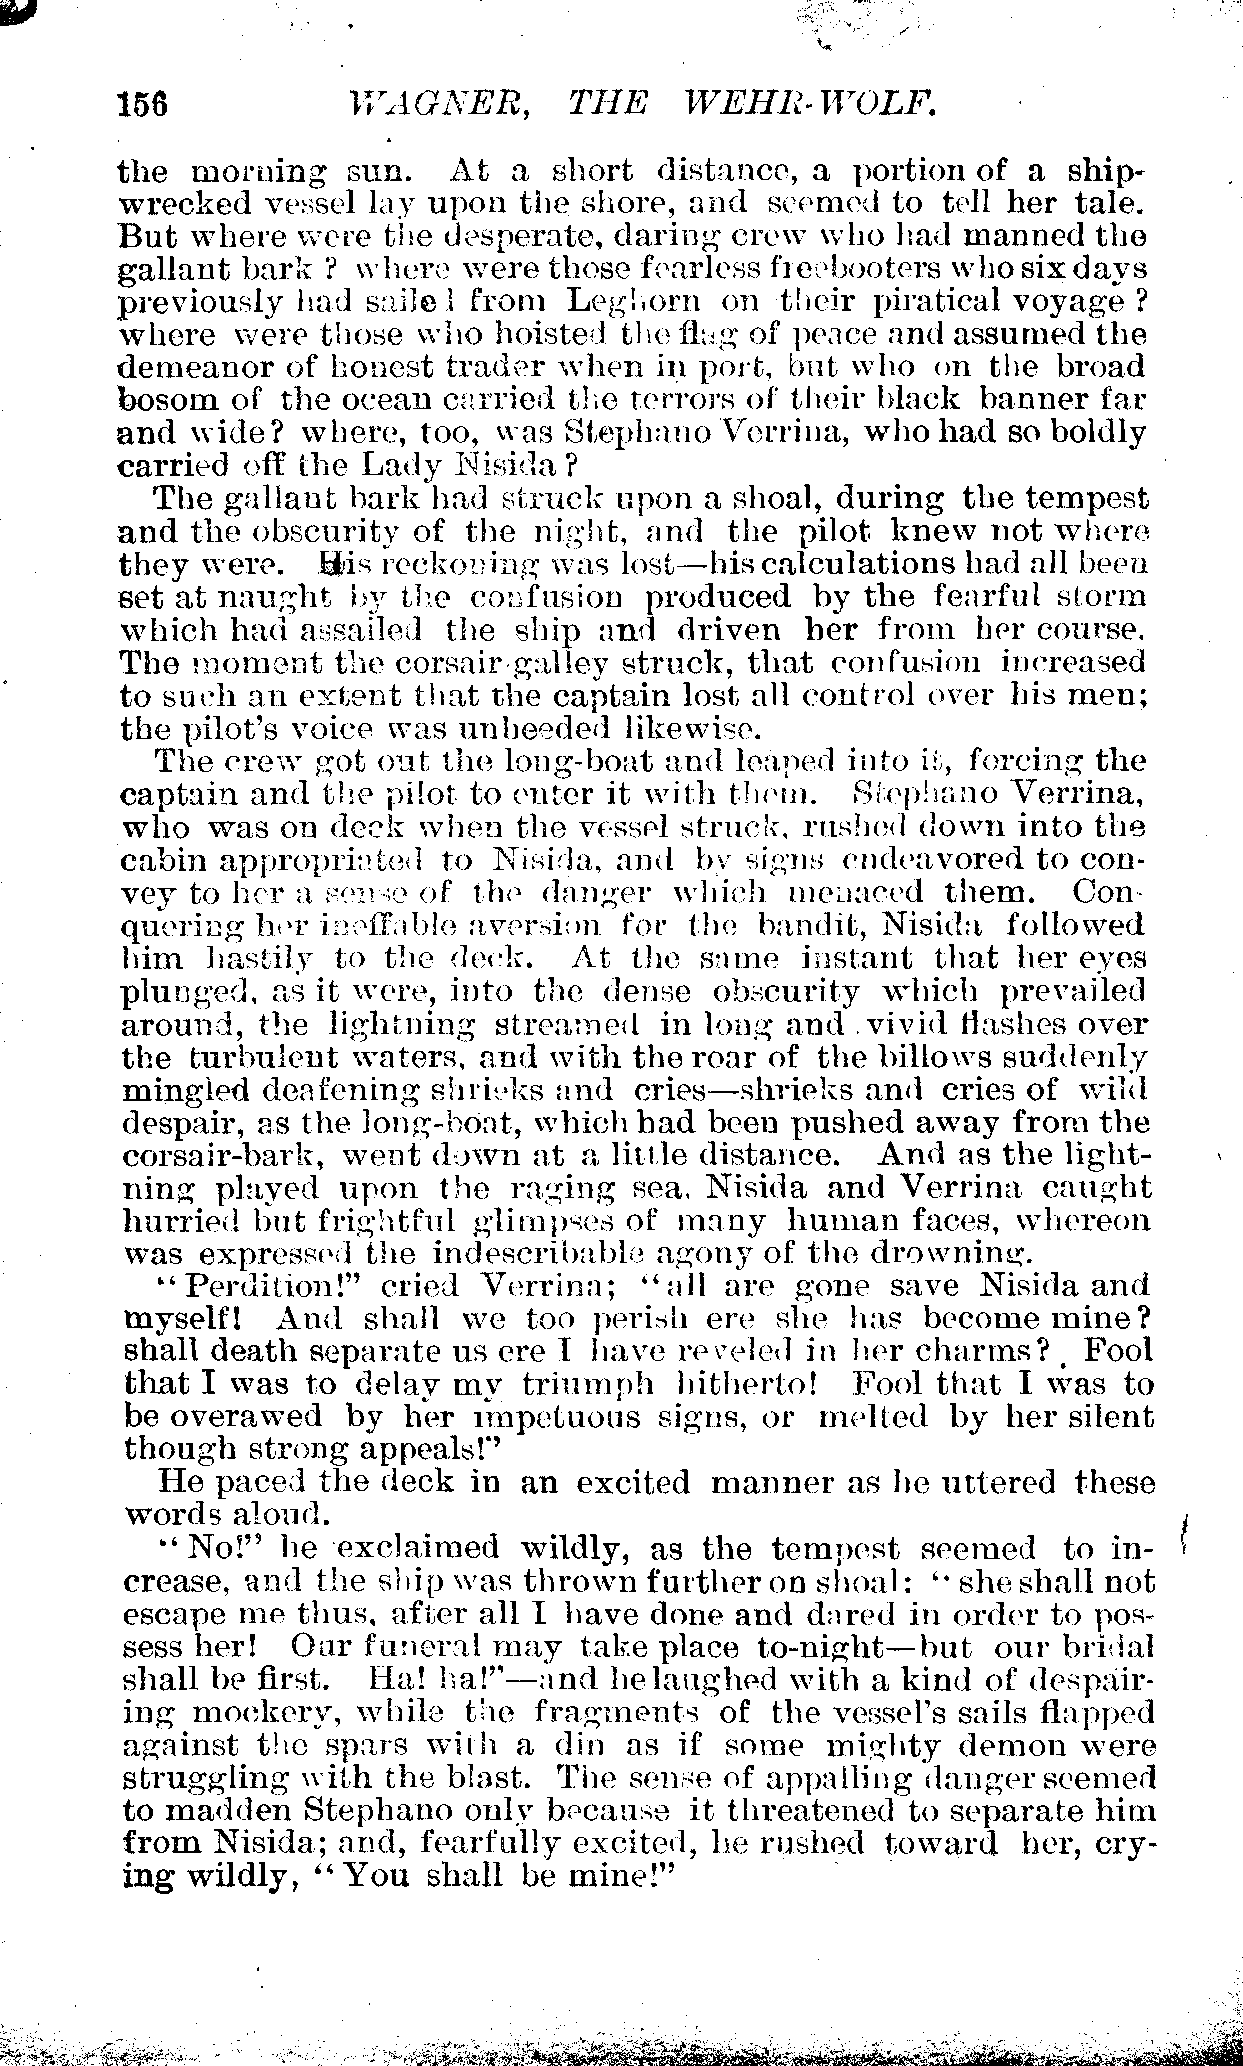 156 WAGNER, THE WEHR-WOLF.
the morning sun. At a short distance, a portion of a ship-
wrecked vessel lay upon the shore, and seemed to tell her tale.
But where were the desperate, daring crew who had manned the
gallant bark ? where were those fearless freebooters who six days
previously had sailed from Leghorn on their piratical voyage ?
where were those who hoisted the flag of peace and assumed the
demeanor of honest trader when in port, but who on the broad
bosom of the ocean carried the terrors of their black banner far
and wide? where, too, was Stephano Verrina, who had so boldly
carried off the Lady Nisida ?
The gallant bark had struck upon a shoal, during the tempest
and the obscurity of the night, and the pilot knew not where
they were. His reckoning was lost—his calculations had all been
set at naught by the confusion produced by the fearful storm
which had assailed the ship and driven her from her course.
The moment the corsair-galley struck, that confusion increased
to such an extent that the captain lost all control over his men;
the pilot's voice was unheeded likewise.
The crew got out the long-boat and leaped into it, forcing the
captain and the pilot to enter it with them. Stephano Verrina,
who was on deck when the vessel struck, rushed down into the
cabin appropriated to Nisida, and by signs endeavored to con-
vey to her a sense of the danger which menaced them. Con-
quering her ineffable aversion for the bandit, Nisida followed
him hastily to the deck. At the same instant that her eyes
plunged, as it were, into the dense obscurity which prevailed
around, the lightning streamed in long and vivid flashes over
the turbulent waters, and with the roar of the billows suddenly
mingled deafening shrieks and cries—shrieks and cries of wild
despair, as the long-boat, which had been pushed away from the
corsair-bark, went down at a little distance. And as the light-
ning played upon the raging sea, Nisida and Verrina caught
hurried but frightful glimpses of many human faces, whereon
was expressed the indescribable agony of the drowning.
"Perdition!" cried Verrina; "all are gone save Nisida and
myself! And shall we too perish ere she has become mine?
shall death separate us ere I have reveled in her charms? Fool
that I was to delay my triumph hitherto! Fool that I was to
be overawed by her impetuous signs, or melted by her silent
though strong appeals!"
He paced the deck in an excited manner as he uttered these
words aloud.
"No!" he exclaimed wildly, as the tempest seemed to in-
crease, and the ship was thrown further on shoal: "she shall not
escape me thus, after all I have done and dared in order to pos-
sess her! Our funeral may take place to-night—but our bridal
shall be first. Ha! ha!"—and he laughed with a kind of despair-
ing mockery, while the fragments of the vessel's sails flapped
against the spars with a din as if some mighty demon were
struggling with the blast. The sense of appalling danger seemed
to madden Stephano only because it threatened to separate him
from Nisida; and, fearfully excited, he rushed toward her, cry-
ing wildly, "You shall be mine!"